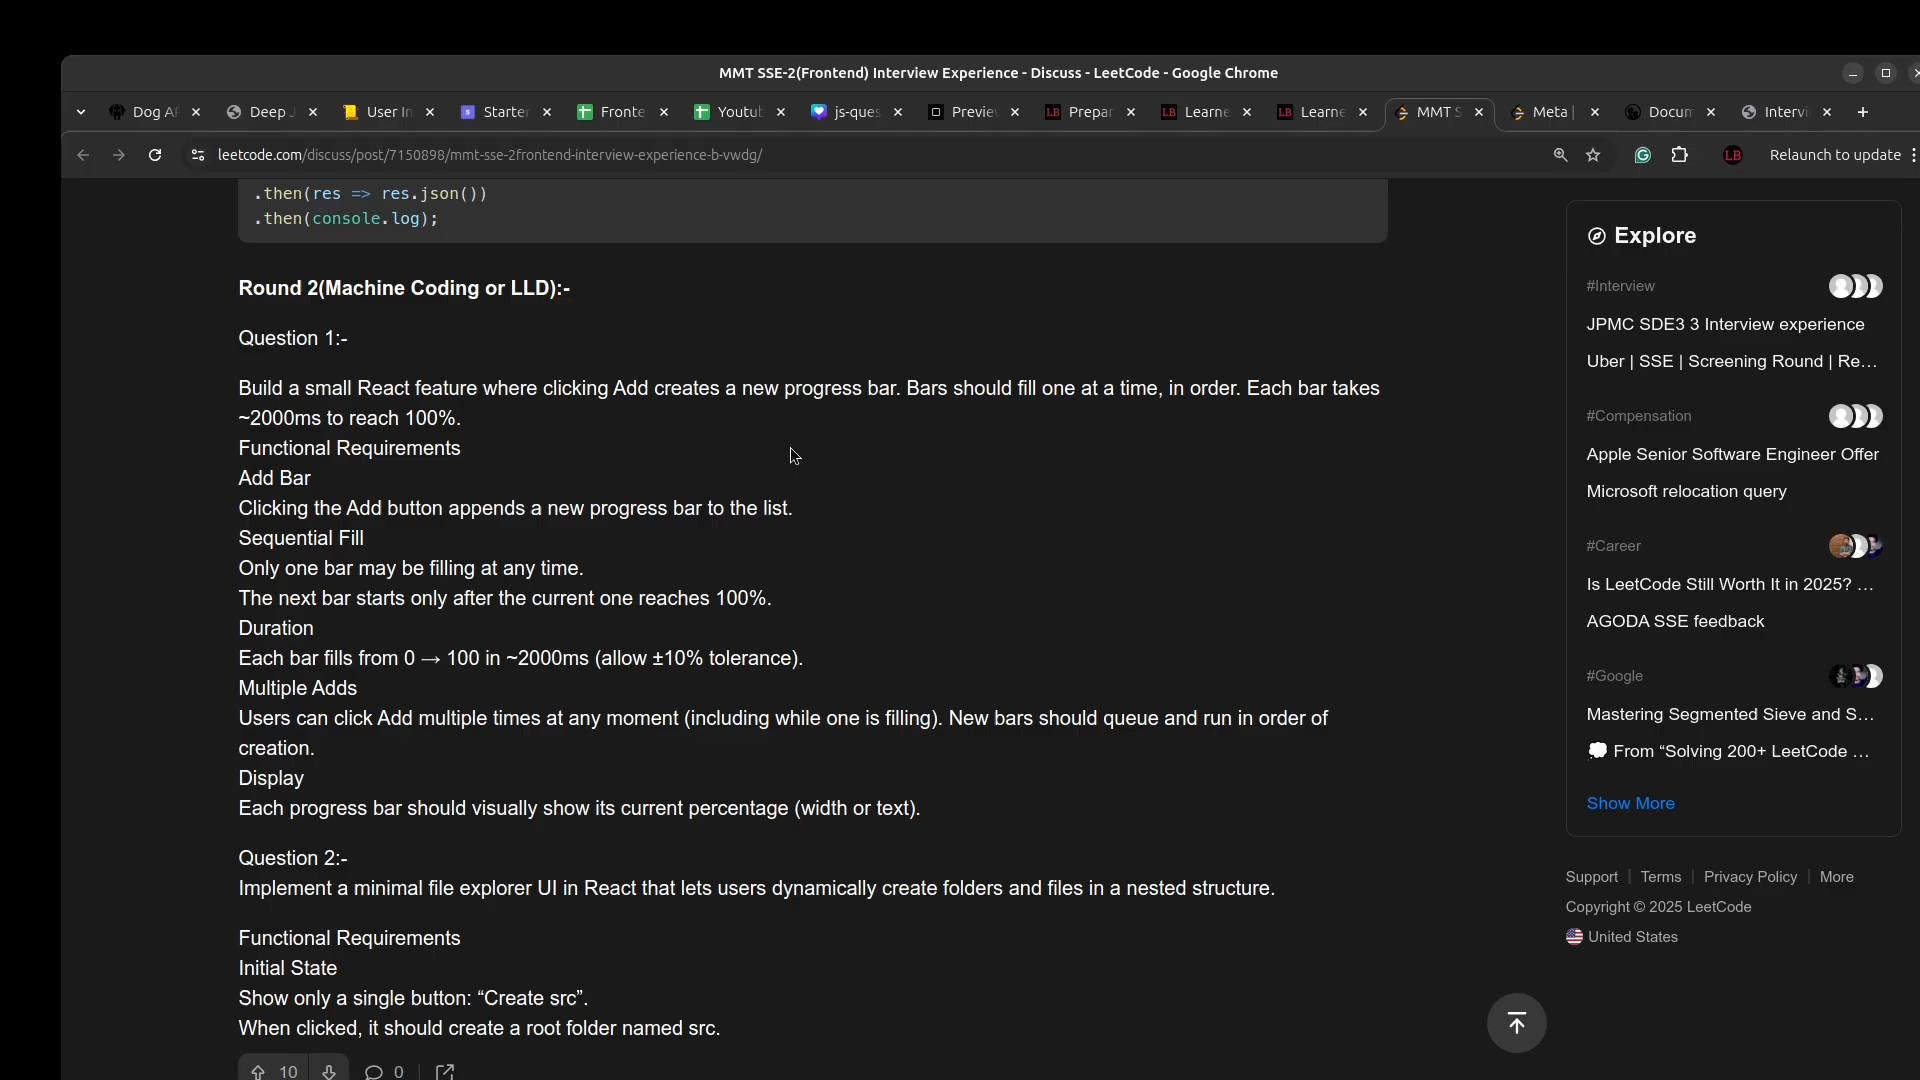 MMT SSE-2(Frontend) Interview Experience - Discuss - LeetCode - Google Chrome
Dog A
Deep J
User In
Starter
Fronte
Youtub
js-ques
Preview
Prepar
Learne
Learne
MMT S
Meta |
Docum
Intervi
leetcode.com/discuss/post/7150898/mmt-sse-2frontend-interview-experience-b-vwdg/
LB
Relaunch to update
.then(res => res.json())
.then(console.log);
Round 2(Machine Coding or LLD):-
Question 1:-
Build a small React feature where clicking Add creates a new progress bar. Bars should fill one at a time, in order. Each bar takes
~2000ms to reach 100%.
Functional Requirements
Add Bar
Clicking the Add button appends a new progress bar to the list.
Sequential Fill
Only one bar may be filling at any time.
The next bar starts only after the current one reaches 100%.
Duration
Each bar fills from 0 → 100 in ~2000ms (allow ±10% tolerance).
Multiple Adds
Users can click Add multiple times at any moment (including while one is filling). New bars should queue and run in order of
creation.
Display
Each progress bar should visually show its current percentage (width or text).
Question 2:-
Implement a minimal file explorer UI in React that lets users dynamically create folders and files in a nested structure.
Functional Requirements
Initial State
Show only a single button: “Create src”.
When clicked, it should create a root folder named src.
10
0
Explore
#Interview
JPMC SDE3 3 Interview experience
Uber | SSE | Screening Round | Re...
#Compensation
Apple Senior Software Engineer Offer
Microsoft relocation query
#Career
Is LeetCode Still Worth It in 2025? ...
AGODA SSE feedback
#Google
Mastering Segmented Sieve and S...
💭 From “Solving 200+ LeetCode ...
Show More
Support | Terms | Privacy Policy | More
Copyright © 2025 LeetCode
United States